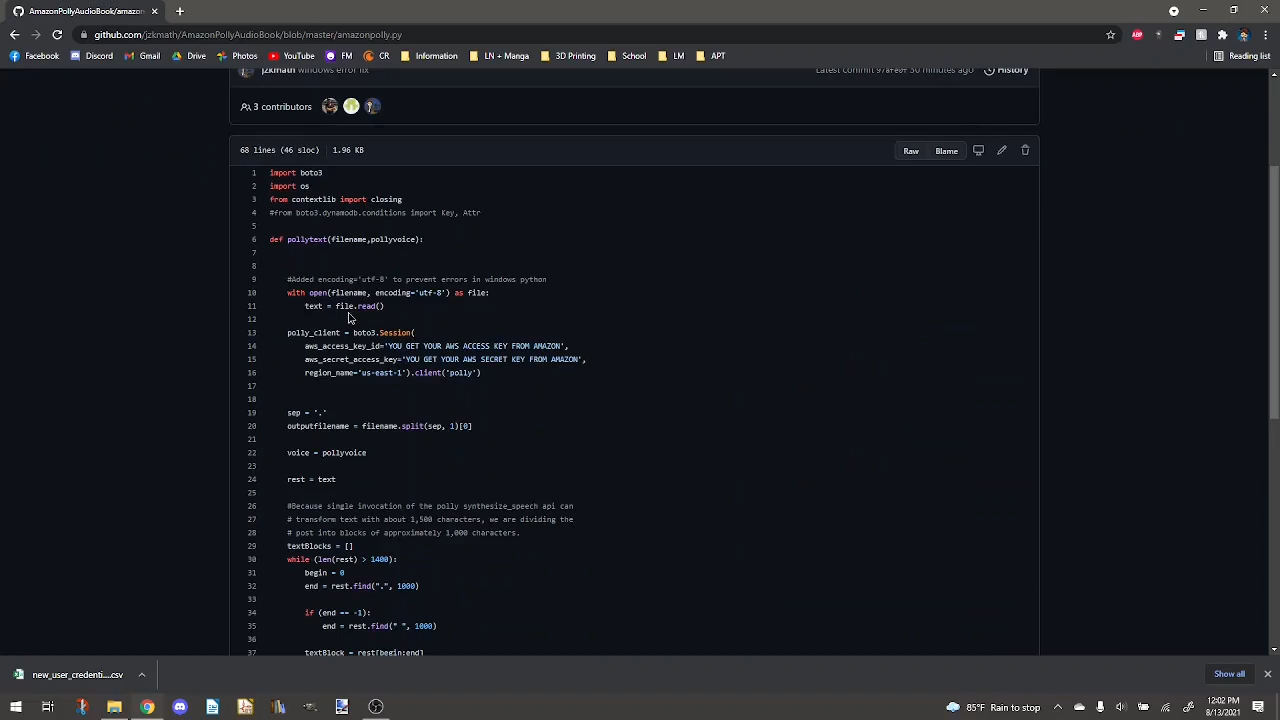 AmazonPollyAudioBook/amazon
github.com/jzkmath/AmazonPollyAudioBook/blob/master/amazonpolly.py
ABP
Facebook Discord Gmail Drive Photos YouTube FM CR Information LN + Manga 3D Printing School LM APT Reading list
jzkmath windows error fix Latest commit 978fe0f 30 minutes ago History
3 contributors
68 lines (46 sloc) 1.96 KB Raw Blame
1 import boto3
2 import os
3 from contextlib import closing
4 #from boto3.dynamodb.conditions import Key, Attr
5
6 def pollytext(filename,pollyvoice):
7
8
9 #Added encoding='utf-8' to prevent errors in windows python
10 with open(filename, encoding='utf-8') as file:
11 text = file.read()
12
13 polly_client = boto3.Session(
14 aws_access_key_id='YOU GET YOUR AWS ACCESS KEY FROM AMAZON',
15 aws_secret_access_key='YOU GET YOUR AWS SECRET KEY FROM AMAZON',
16 region_name='us-east-1').client('polly')
17
18
19 sep = '.'
20 outputfilename = filename.split(sep, 1)[0]
21
22 voice = pollyvoice
23
24 rest = text
25
26 #Because single invocation of the polly synthesize_speech api can
27 # transform text with about 1,500 characters, we are dividing the
28 # post into blocks of approximately 1,000 characters.
29 textBlocks = []
30 while (len(rest) > 1400):
31 begin = 0
32 end = rest.find(".", 1000)
33
34 if (end == -1):
35 end = rest.find(" ", 1000)
36
37 textBlock = rest[begin:end]
new_user_credenti....csv Show all
85°F Rain to stop 12:02 PM
8/13/2021